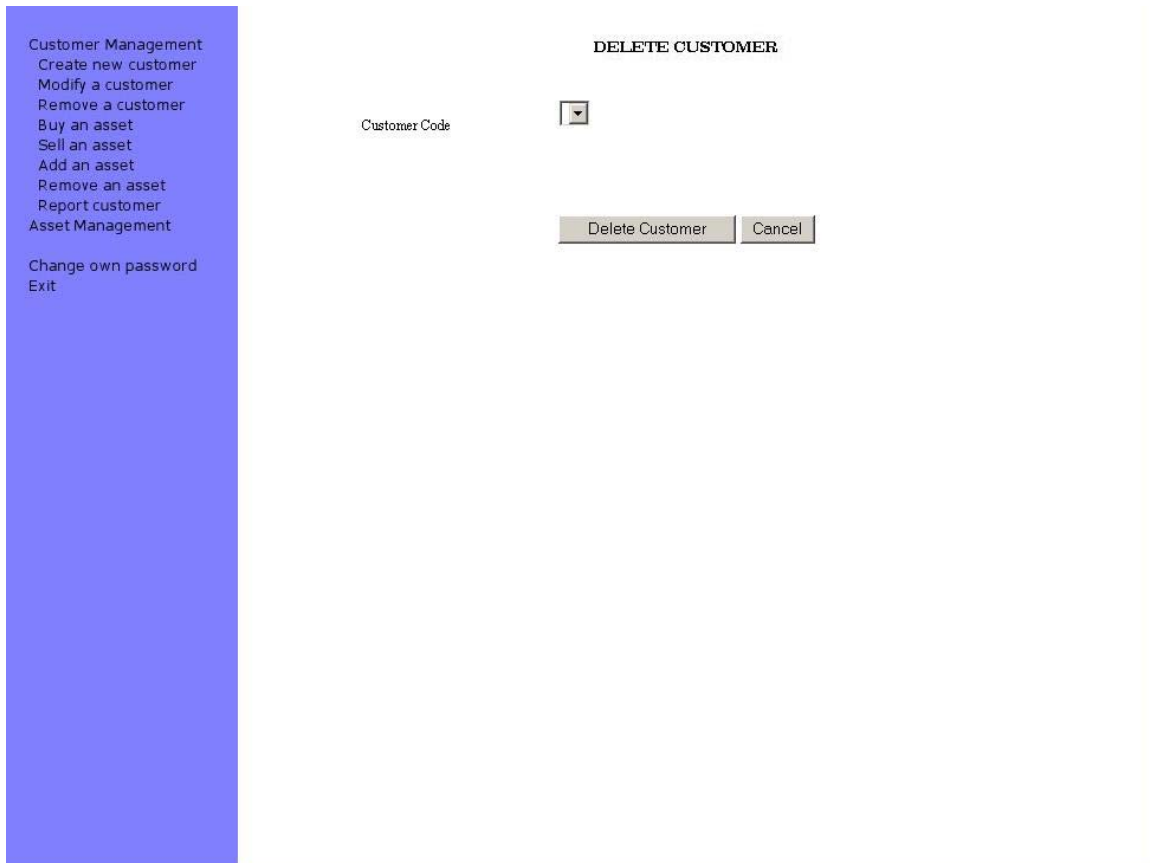 Customer Management
Create new customer
Modify a customer
Remove a customer
Buy an asset
Sell an asset
Add an asset
Remove an asset
Report customer
Asset Management
Change own password
Exit
DELETE CUSTOMER
Customer Code
Delete Customer
Cancel